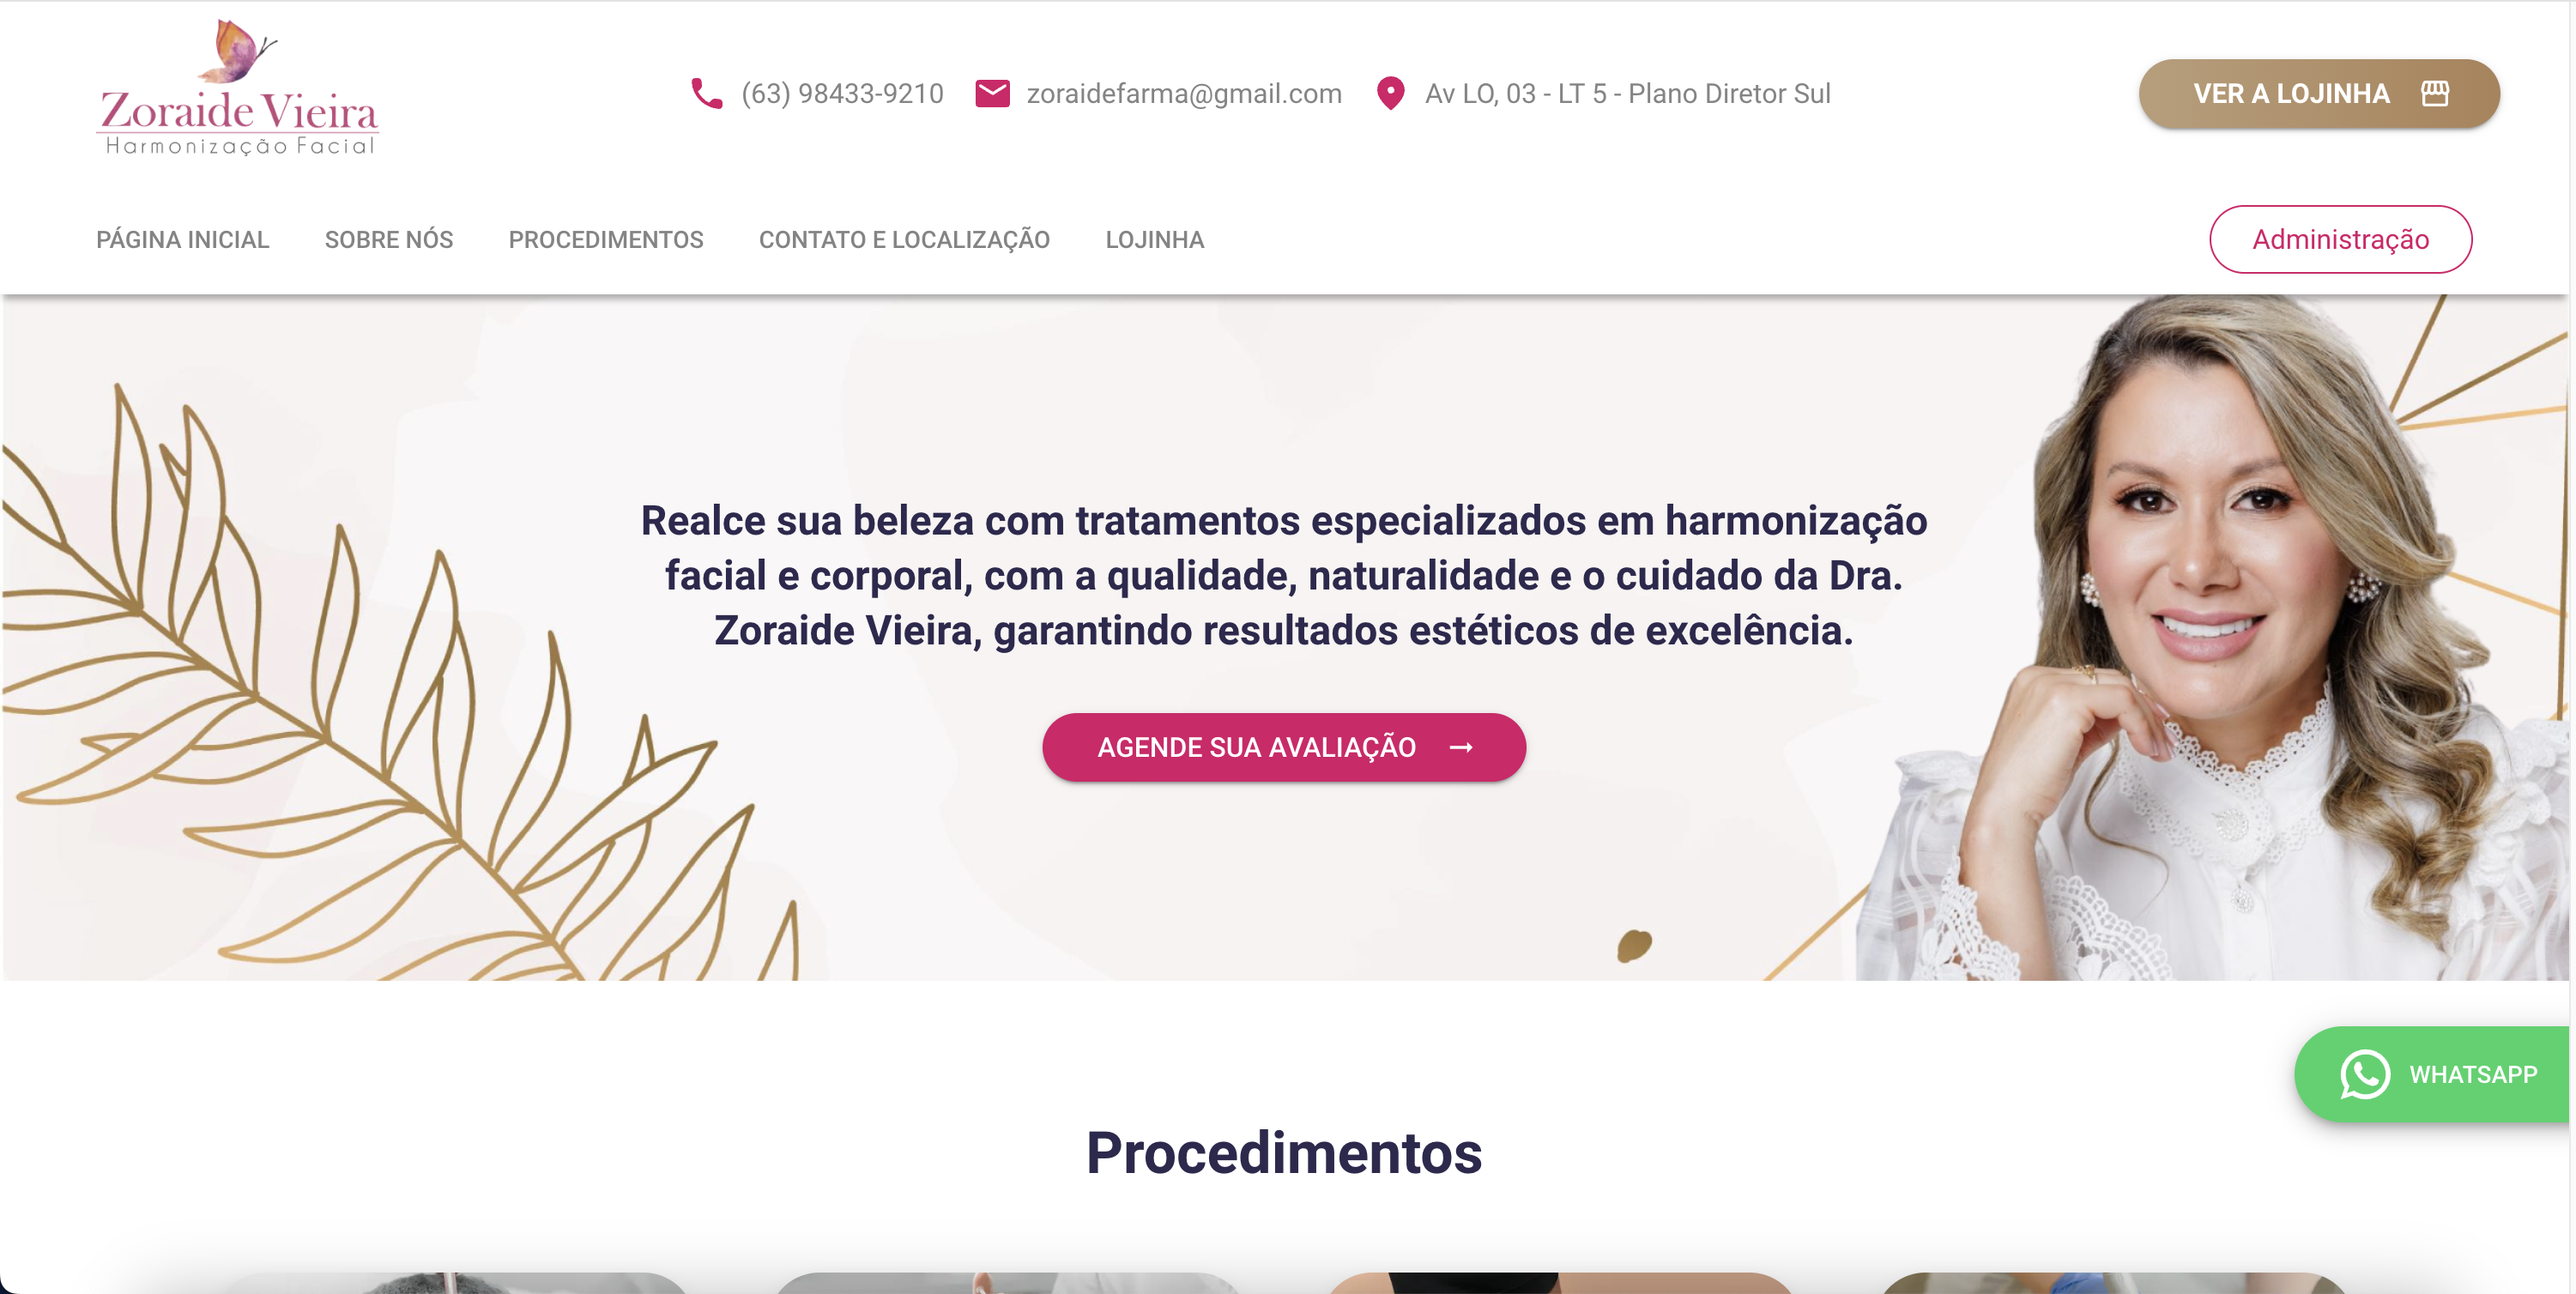 Zoraide Vieira
Harmonização Facial
(63) 98433-9210
zoraidefarma@gmail.com
Av LO, 03 - LT 5 - Plano Diretor Sul
VER A LOJINHA
PÁGINA INICIAL
SOBRE NÓS
PROCEDIMENTOS
CONTATO E LOCALIZAÇÃO
LOJINHA
Administração
Realce sua beleza com tratamentos especializados em harmonização
facial e corporal, com a qualidade, naturalidade e o cuidado da Dra.
Zoraide Vieira, garantindo resultados estéticos de excelência.
AGENDE SUA AVALIAÇÃO
WHATSAPP
Procedimentos